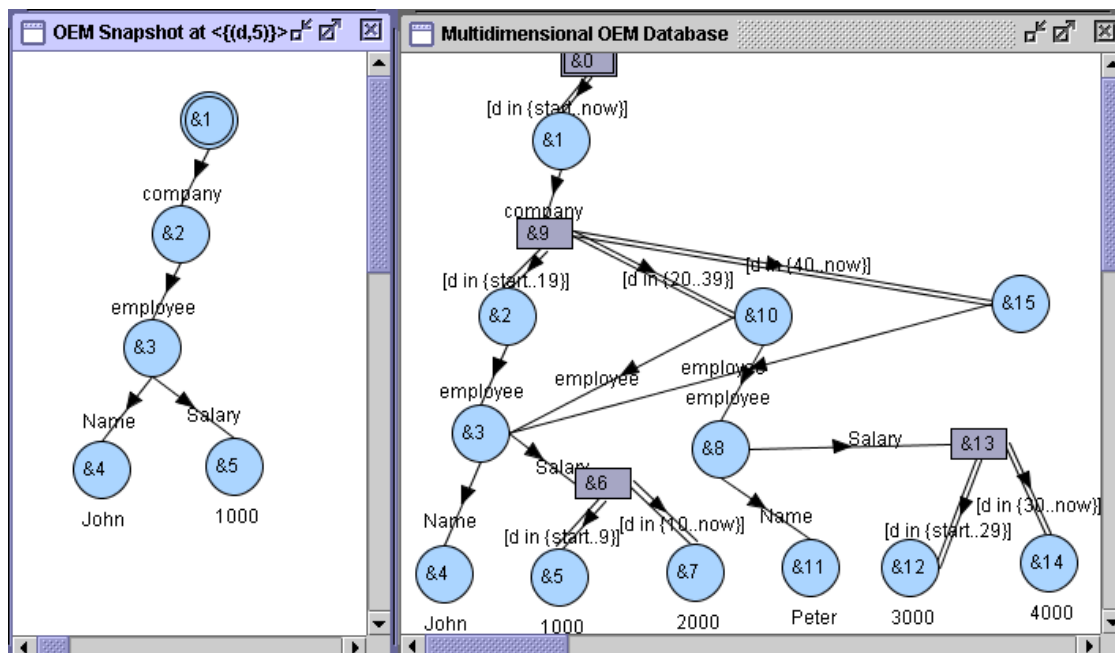 OEM Snapshot at <{(d,5)}>
&1
company
&2
employee
&3
Name
Salary
&4
&5
John
1000
Multidimensional OEM Database
&0
[d in {start..now}]
&1
company
&9
[d in {start..19}]
[d in {20..39}]
[d in {40..now}]
&2
&10
&15
employee
employee
employee
employee
&3
&8
Salary
&13
Salary
&6
Name
[d in {start..9}]
[d in {10..now}]
Name
[d in {start..29}]
[d in {30..now}]
&4
&5
&7
&11
&12
&14
John
1000
2000
Peter
3000
4000